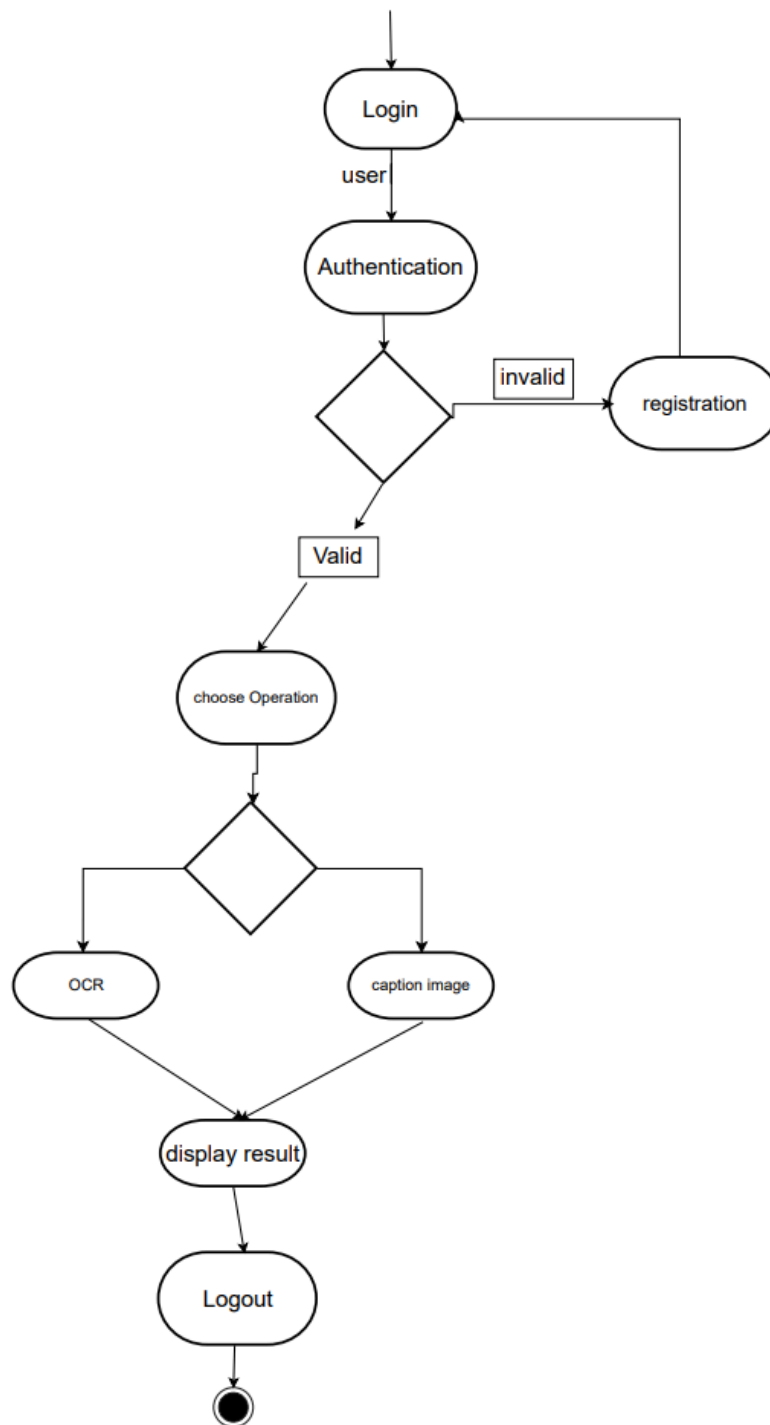 Login
user
Authentication
invalid
registration
Valid
choose Operation
OCR
caption image
display result
Logout